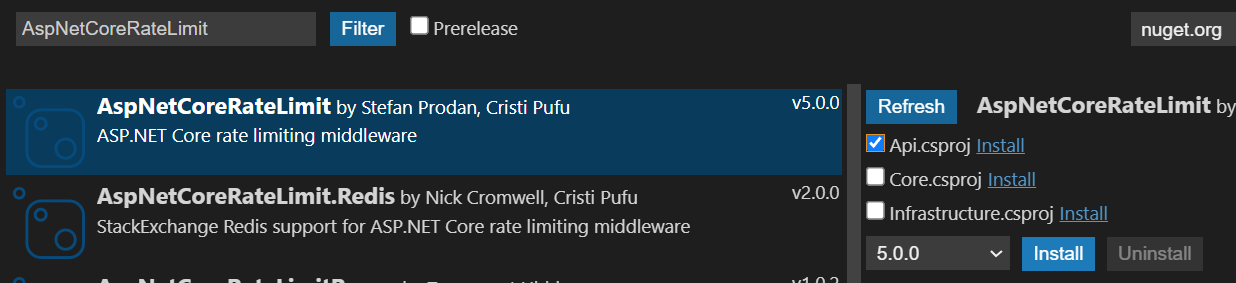 AspNetCoreRateLimit
Filter
Prerelease
nuget.org
AspNetCoreRateLimit by Stefan Prodan, Cristi Pufu
v5.0.0
ASP.NET Core rate limiting middleware
AspNetCoreRateLimit.Redis by Nick Cromwell, Cristi Pufu
v2.0.0
StackExchange Redis support for ASP.NET Core rate limiting middleware
Refresh
AspNetCoreRateLimit by
Api.csproj Install
Core.csproj Install
Infrastructure.csproj Install
5.0.0
Install
Uninstall